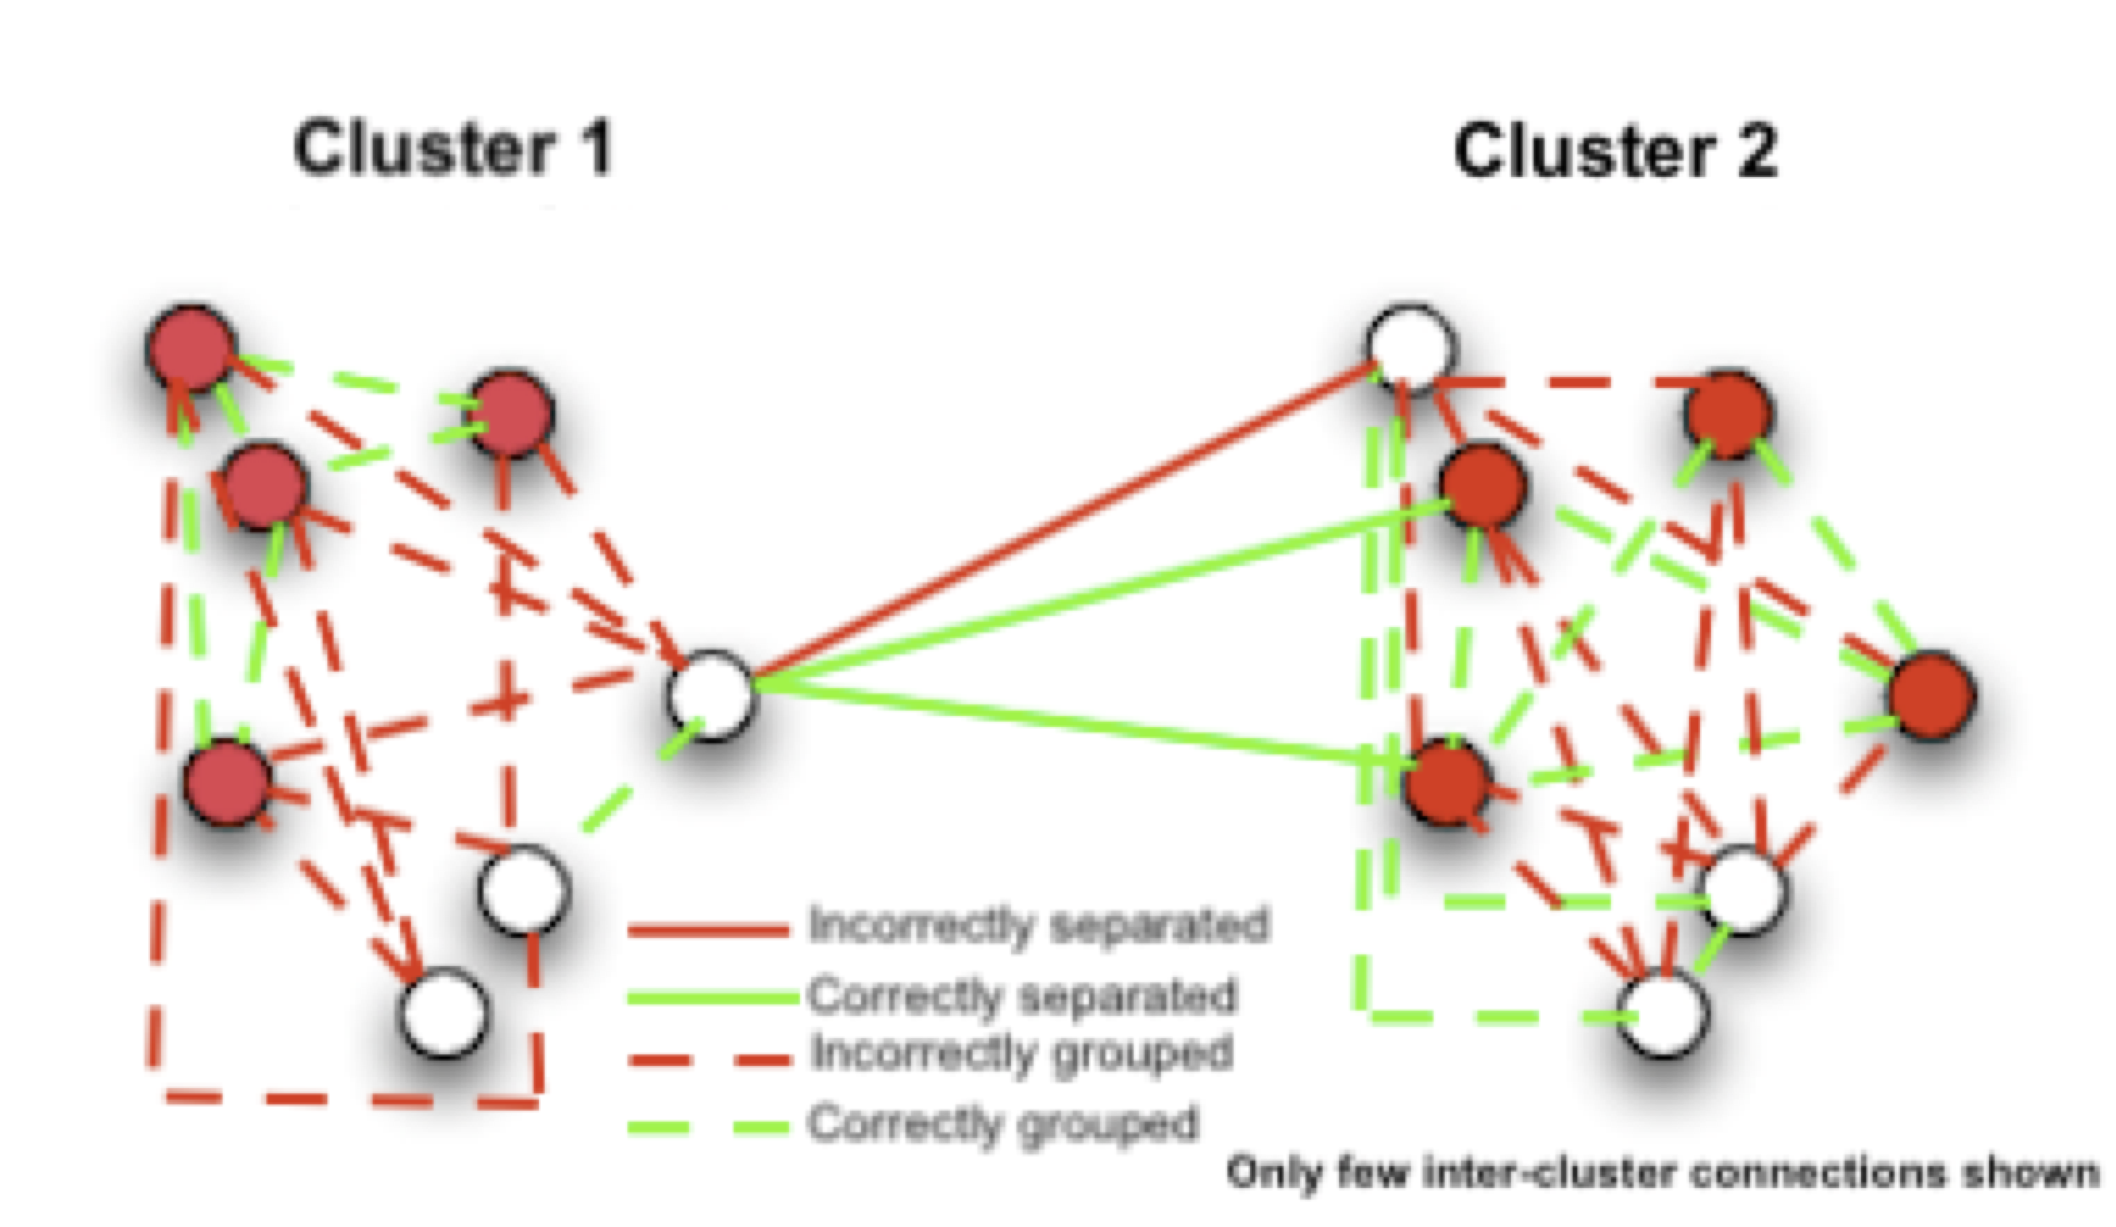 Cluster 1
Cluster 2
Incorrectly separated
Correctly separated
Incorrectly grouped
Correctly grouped
Only few inter-cluster connections shown